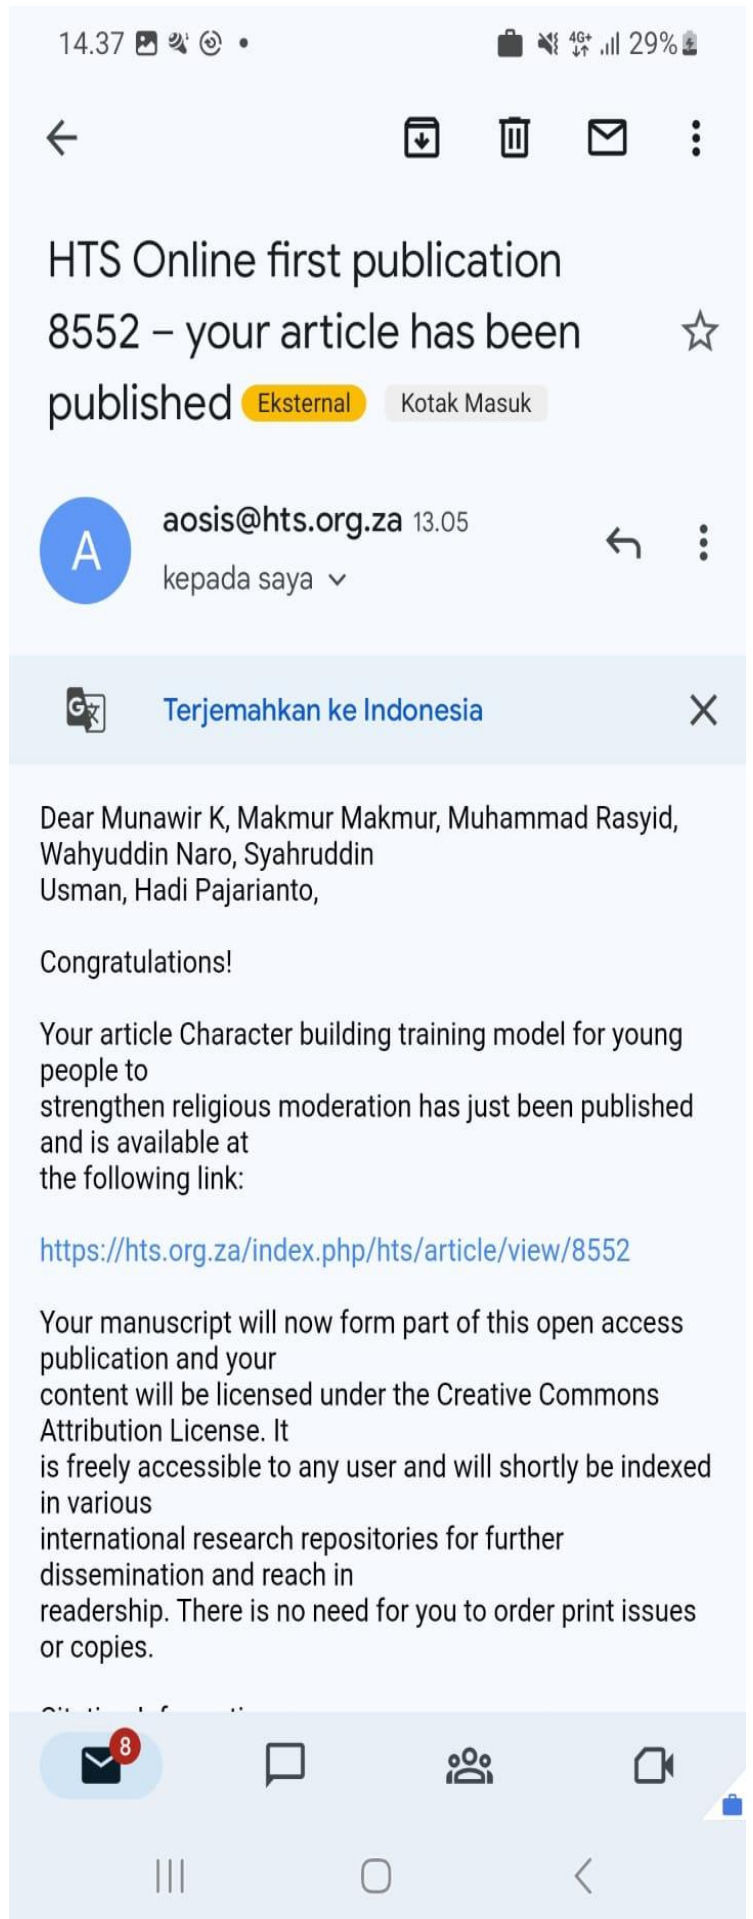 14.37 4G+ 29%
HTS Online first publication
8552 – your article has been
published Eksternal Kotak Masuk
A aosis@hts.org.za 13.05
kepada saya
Terjemahkan ke Indonesia
Dear Munawir K, Makmur Makmur, Muhammad Rasyid,
Wahyuddin Naro, Syahruddin
Usman, Hadi Pajarianto,
Congratulations!
Your article Character building training model for young
people to
strengthen religious moderation has just been published
and is available at
the following link:
https://hts.org.za/index.php/hts/article/view/8552
Your manuscript will now form part of this open access
publication and your
content will be licensed under the Creative Commons
Attribution License. It
is freely accessible to any user and will shortly be indexed
in various
international research repositories for further
dissemination and reach in
readership. There is no need for you to order print issues
or copies.
8